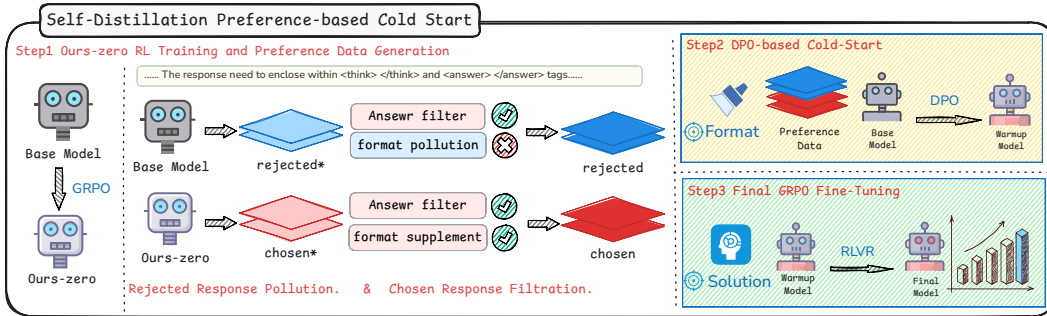 Self-Distillation Preference-based Cold Start
Step1 Ours-zero RL Training and Preference Data Generation
...... The response need to enclose within <think> </think> and <answer> </answer> tags......
Base Model
GRPO
Ours-zero
Base Model
rejected*
Ansewr filter
format pollution
rejected
Ours-zero
chosen*
Ansewr filter
format supplement
chosen
Rejected Response Pollution. & Chosen Response Filtration.
Step2 DPO-based Cold-Start
Format
Preference
Data
Base
Model
DPO
Warmup
Model
Step3 Final GRPO Fine-Tuning
Solution
Warmup
Model
RLVR
Final
Model